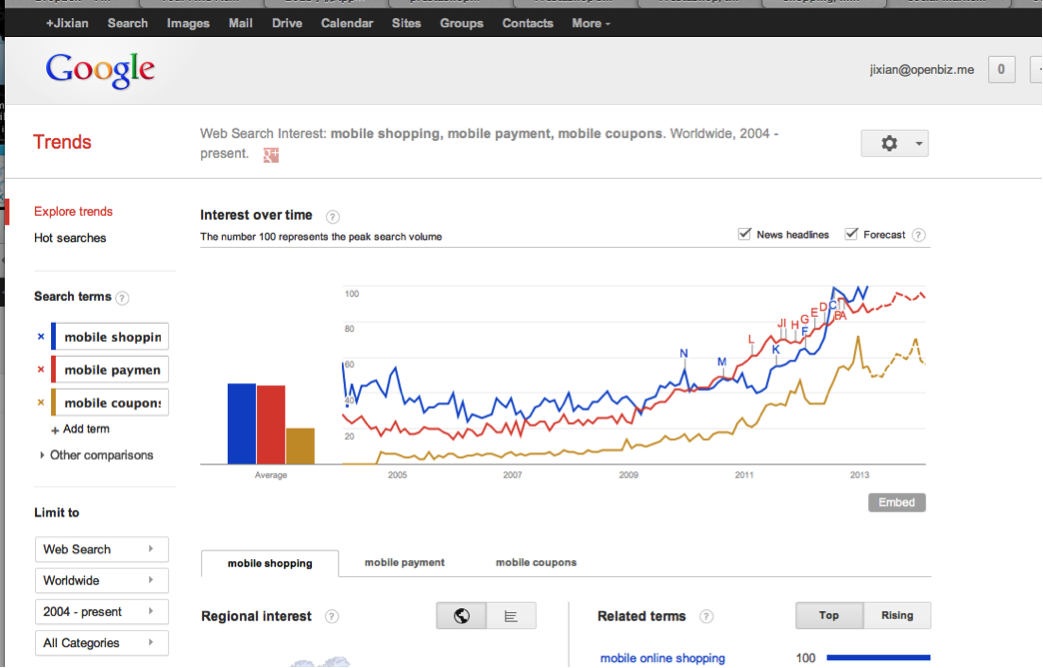 +Jixian Search Images Mail Drive Calendar Sites Groups Contacts More
Google
jixian@openbiz.me 0
Trends
Web Search Interest: mobile shopping, mobile payment, mobile coupons. Worldwide, 2004 -
present.
Explore trends
Hot searches
Interest over time ?
The number 100 represents the peak search volume
News headlines Forecast ?
Search terms ?
× mobile shoppin
× mobile paymen
× mobile coupons
+ Add term
Other comparisons
100
80
60
40
20
N M L K J I H G F E D C B A
Average 2005 2007 2009 2011 2013
Embed
Limit to
Web Search
Worldwide
2004 - present
All Categories
mobile shopping mobile payment mobile coupons
Regional interest ?
Related terms ? Top Rising
mobile online shopping 100